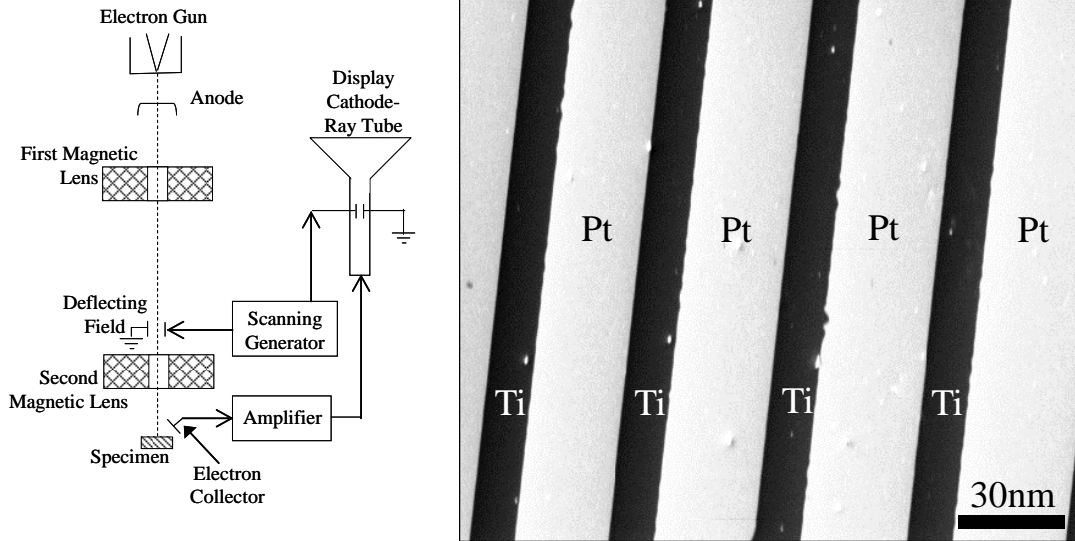 Electron Gun
Anode
Display
Cathode-
Ray Tube
First Magnetic
Lens
Deflecting
Field
Scanning
Generator
Second
Magnetic Lens
Amplifier
Specimen
Electron
Collector
Pt
Pt
Pt
Pt
Ti
Ti
Ti
Ti
30nm